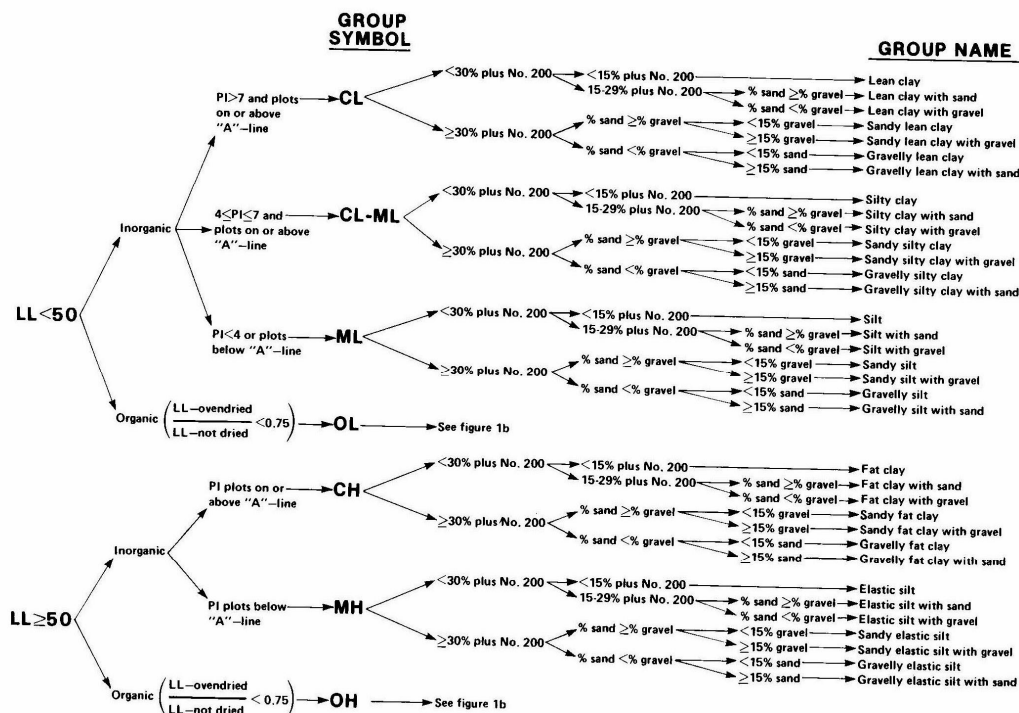 GROUP SYMBOL
GROUP NAME
LL<50
Inorganic
PI>7 and plots on or above "A"—line
CL
<30% plus No. 200
<15% plus No. 200
Lean clay
15-29% plus No. 200
% sand ≥% gravel
Lean clay with sand
% sand <% gravel
Lean clay with gravel
≥30% plus No. 200
% sand ≥% gravel
<15% gravel
Sandy lean clay
≥15% gravel
Sandy lean clay with gravel
% sand <% gravel
<15% sand
Gravelly lean clay
≥15% sand
Gravelly lean clay with sand
4≤PI≤7 and plots on or above "A"—line
CL-ML
<30% plus No. 200
<15% plus No. 200
Silty clay
15-29% plus No. 200
% sand ≥% gravel
Silty clay with sand
% sand <% gravel
Silty clay with gravel
≥30% plus No. 200
% sand ≥% gravel
<15% gravel
Sandy silty clay
≥15% gravel
Sandy silty clay with gravel
% sand <% gravel
<15% sand
Gravelly silty clay
≥15% sand
Gravelly silty clay with sand
PI<4 or plots below "A"—line
ML
<30% plus No. 200
<15% plus No. 200
Silt
15-29% plus No. 200
% sand ≥% gravel
Silt with sand
% sand <% gravel
Silt with gravel
≥30% plus No. 200
% sand ≥% gravel
<15% gravel
Sandy silt
≥15% gravel
Sandy silt with gravel
% sand <% gravel
<15% sand
Gravelly silt
≥15% sand
Gravelly silt with sand
Organic (LL—ovendried / LL—not dried <0.75)
OL
See figure 1b
LL≥50
Inorganic
PI plots on or above "A"—line
CH
<30% plus No. 200
<15% plus No. 200
Fat clay
15-29% plus No. 200
% sand ≥% gravel
Fat clay with sand
% sand <% gravel
Fat clay with gravel
≥30% plus No. 200
% sand ≥% gravel
<15% gravel
Sandy fat clay
≥15% gravel
Sandy fat clay with gravel
% sand <% gravel
<15% sand
Gravelly fat clay
≥15% sand
Gravelly fat clay with sand
PI plots below "A"—line
MH
<30% plus No. 200
<15% plus No. 200
Elastic silt
15-29% plus No. 200
% sand ≥% gravel
Elastic silt with sand
% sand <% gravel
Elastic silt with gravel
≥30% plus No. 200
% sand ≥% gravel
<15% gravel
Sandy elastic silt
≥15% gravel
Sandy elastic silt with gravel
% sand <% gravel
<15% sand
Gravelly elastic silt
≥15% sand
Gravelly elastic silt with sand
Organic (LL—ovendried / LL—not dried <0.75)
OH
See figure 1b